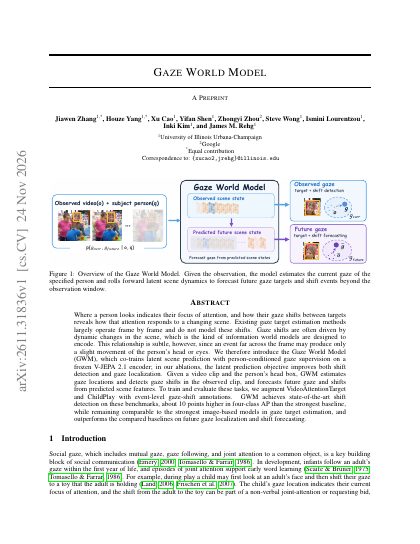 GAZE WORLD MODEL
A PREPRINT
Jiawen Zhang1,*, Houze Yang1,*, Xu Cao1, Yifan Shen1, Zhongyi Zhou2, Steve Wong1, Ismini Lourentzou1,
Inki Kim1, and James M. Rehg1
1University of Urbana-Champaign
2Google
*Equal contribution
Correspondence to: {xucao2,jrehg}@illinois.edu
arXiv:2611.31836v1 [cs.CV] 24 Nov 2026
Observed video(o) + subject person(q)
Gaze World Model
Observed scene state
Predicted future scene states
Forecast gaze from predicted scene states
Observed gaze
target + shift detection
Future gaze
target + shift forecasting
Figure 1: Overview of the Gaze World Model. Given the observation, the model estimates the current gaze of the
specified person and rolls forward latent scene dynamics to forecast future gaze targets and shift events beyond the
observation window.
ABSTRACT
Where a person looks indicates their focus of attention, and how their gaze shifts between targets
reveals how that attention responds to a changing scene. Existing gaze target estimation methods
largely operate frame by frame and do not model these shifts. Gaze shifts are often driven by
dynamic changes in the scene, which is the kind of information world models are designed to
encode. This relationship is subtle, however, since an event far across the frame may produce only
a slight movement of the person's head or eyes. We therefore introduce the Gaze World Model
(GWM), which co-trains latent scene prediction with person-conditioned gaze supervision on a
frozen V-JEPA 2.1 encoder; in our ablations, the latent prediction objective improves both shift
detection and gaze localization. Given a video clip and the person's head box, GWM estimates
gaze locations and detects gaze shifts in the observed clip, and forecasts future gaze and shifts
from predicted scene features. To train and evaluate these tasks, we augment VideoAttentionTarget
and ChildPlay with event-level gaze-shift annotations. GWM achieves state-of-the-art shift
detection on these benchmarks, about 10 points higher in four-class AP than the strongest baseline,
while remaining comparable to the strongest image-based models in gaze target estimation, and
outperforms the compared baselines on future gaze localization and shift forecasting.
1 Introduction
Social gaze, which includes mutual gaze, gaze following, and joint attention to a common object, is a key building
block of social communication (Emery, 2000; Tomasello & Farrar, 1986). In development, infants follow an adult's
gaze within the first year of life, and episodes of joint attention support early word learning (Scaife & Bruner, 1975;
Tomasello & Farrar, 1986). For example, during play a child may first look at an adult's face and then shift their gaze
to a toy that the adult is holding (Land, 2006; Frischen et al., 2007). The child's gaze location indicates their current
focus of attention, and the shift from the adult to the toy can be part of a non-verbal joint-attention or requesting bid,